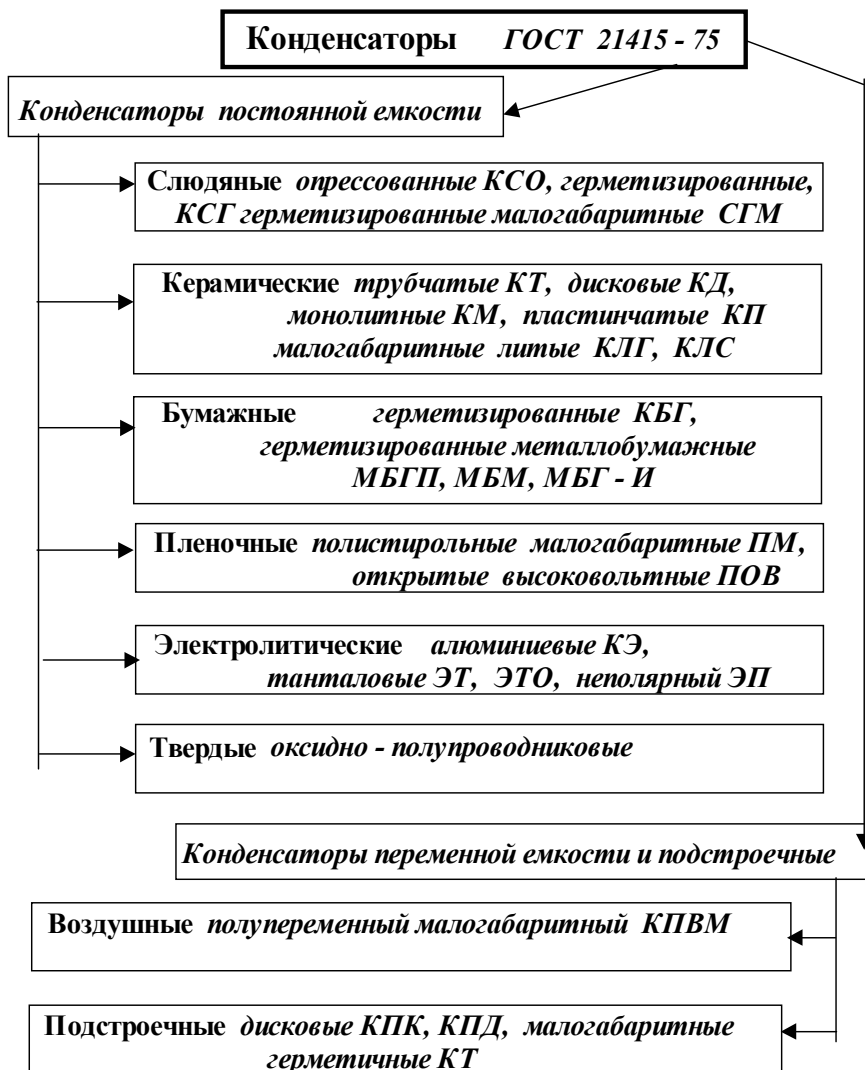 Конденсаторы ГОСТ 21415 - 75
Конденсаторы постоянной емкости
Слюдяные опрессованные КСО, герметизированные,
КСГ герметизированные малогабаритные СГМ
Керамические трубчатые КТ, дисковые КД,
монолитные КМ, пластинчатые КП
малогабаритные литые КЛГ, КЛС
Бумажные герметизированные КБГ,
герметизированные металлобумажные
МБГП, МБМ, МБГ - И
Пленочные полистирольные малогабаритные ПМ,
открытые высоковольтные ПОВ
Электролитические алюминиевые КЭ,
танталовые ЭТ, ЭТО, неполярный ЭП
Твердые оксидно - полупроводниковые
Конденсаторы переменной емкости и подстроечные
Воздушные полупеременный малогабаритный КПВМ
Подстроечные дисковые КПК, КПД, малогабаритные
герметичные КТ